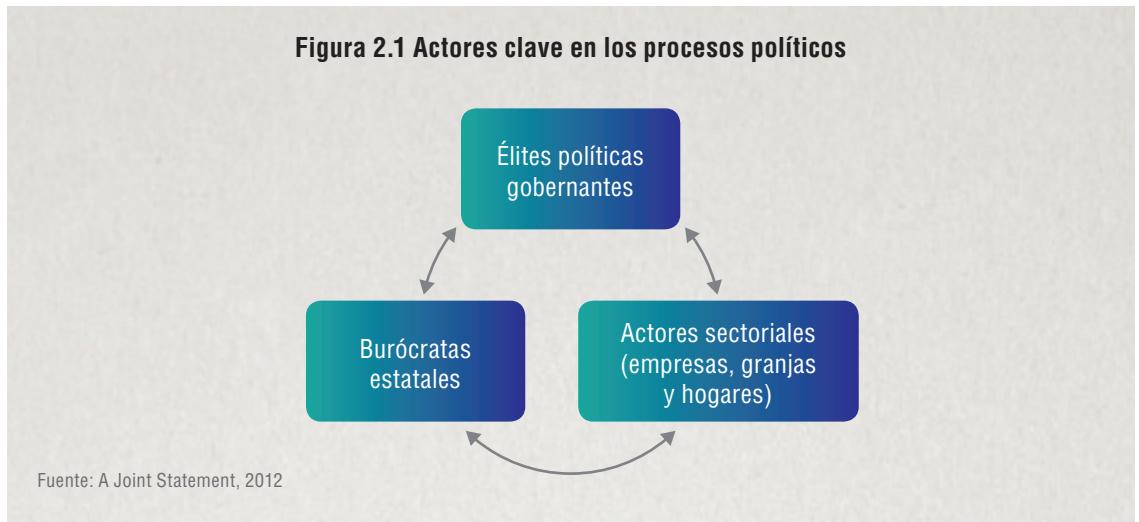 Figura 2.1 Actores clave en los procesos políticos
Élites políticas
gobernantes
Burócratas
estatales
Actores sectoriales
(empresas, granjas
y hogares)
Fuente: A Joint Statement, 2012